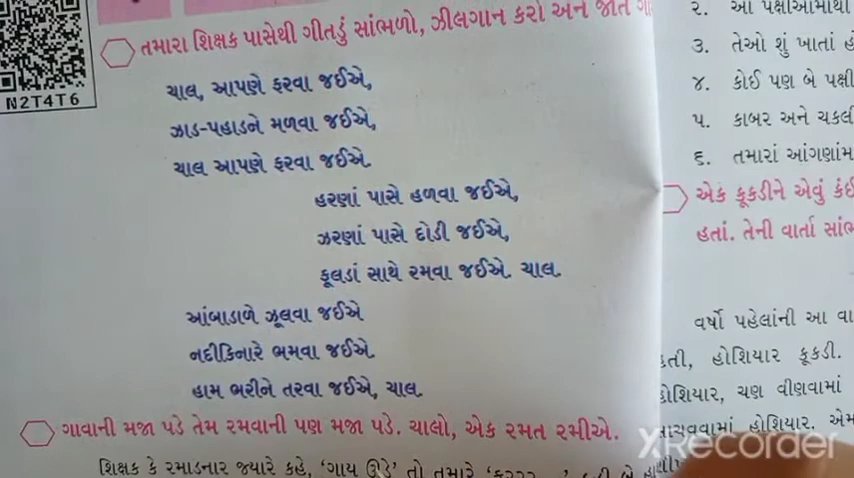 N2T4T6
તમારા શિક્ષક પાસેથી ગીતડું સાંભળો, ઝીલગાન કરો અને જાતે
ચાલ, આપણે ફરવા જઈએ,
ઝાડ-પહાડને મળવા જઈએ,
ચાલ આપણે ફરવા જઈએ.
હરણાં પાસે હળવા જઈએ,
ઝરણાં પાસે દોડી જઈએ,
ફૂલડાં સાથે રમવા જઈએ. ચાલ.
આંબાડાળે ઝૂલવા જઈએ
નદીકિનારે ભમવા જઈએ.
હામ ભરીને તરવા જઈએ, ચાલ.
ગાવાની મજા પડે તેમ રમવાની પણ મજા પડે. ચાલો, એક રમત રમીએ.
શિક્ષક કે રમાડનાર જ્યારે કહે, ‘ગાય ઊડે’ તો તમારે
૨. આ પક્ષીઓમાંથી
૩. તેઓ શું ખાતાં
૪. કોઈ પણ બે પક્ષી
૫. કાબર અને ચકલી
૬. તમારાં આંગણાંમ
એક કૂકડીને એવું કંઈ
હતાં. તેની વાર્તા સાંભ
વર્ષો પહેલાંની આ વા
હોશિયાર કૂકડી.
હોશિયાર, ચણ વીણવામાં
હોશિયાર. એમ
XRecorder